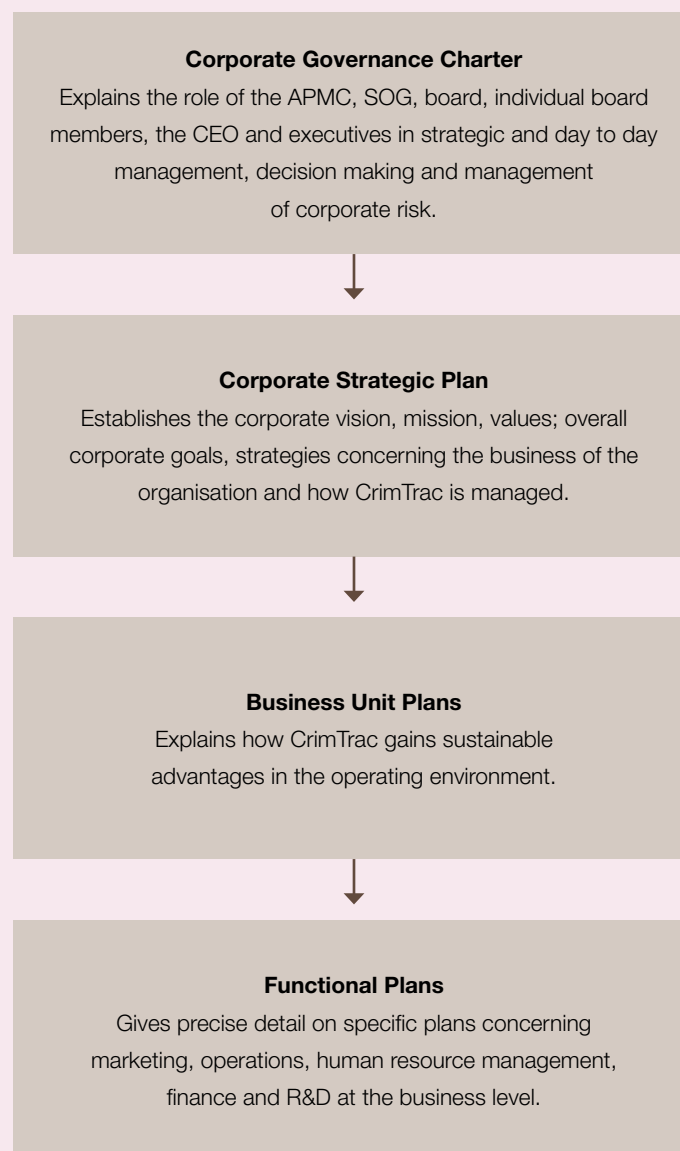 Corporate Governance Charter
Explains the role of the APMC, SOG, board, individual board
members, the CEO and executives in strategic and day to day
management, decision making and management
of corporate risk.
Corporate Strategic Plan
Establishes the corporate vision, mission, values; overall
corporate goals, strategies concerning the business of the
organisation and how CrimTrac is managed.
Business Unit Plans
Explains how CrimTrac gains sustainable
advantages in the operating environment.
Functional Plans
Gives precise detail on specific plans concerning
marketing, operations, human resource management,
finance and R&D at the business level.